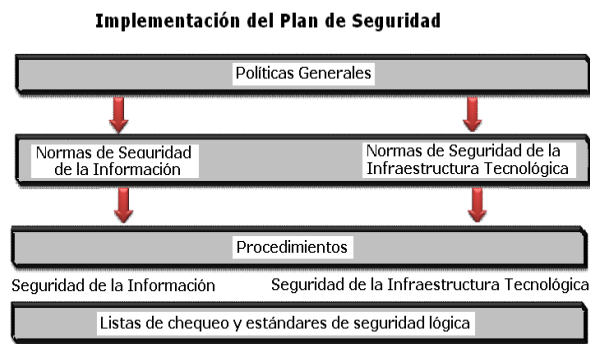 Implementación del Plan de Seguridad
Políticas Generales
Normas de Seguridad
de la Información
Normas de Seguridad de la
Infraestructura Tecnológica
Procedimientos
Seguridad de la Información
Seguridad de la Infraestructura Tecnológica
Listas de chequeo y estándares de seguridad lógica